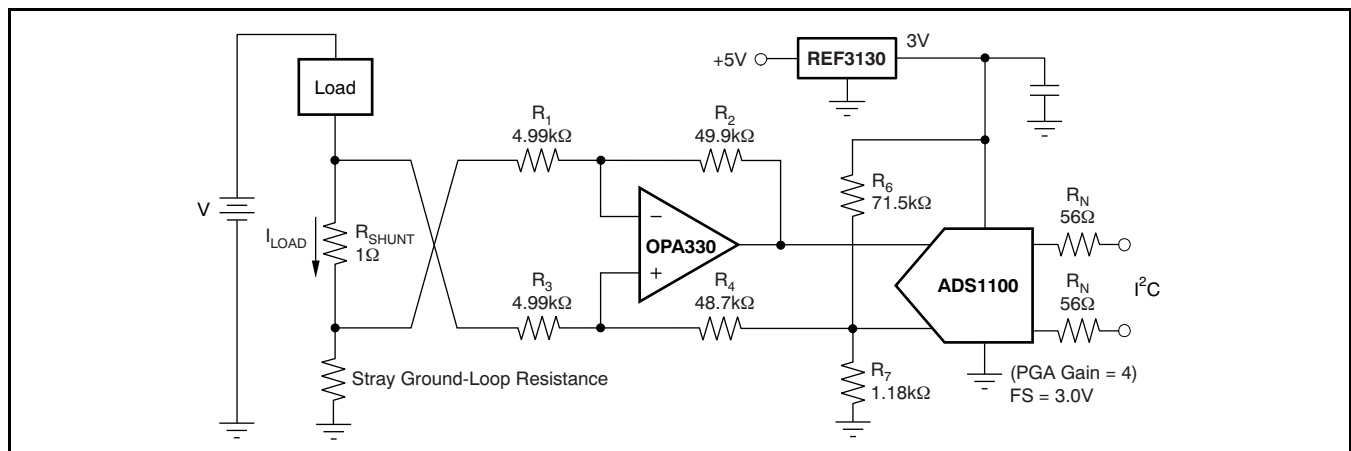 3V
+5V
REF3130
Load
R1
4.99kΩ
R2
49.9kΩ
R6
71.5kΩ
V
ILOAD
RSHUNT
1Ω
−
OPA330
+
RN
56Ω
ADS1100
RN
56Ω
I²C
R3
4.99kΩ
R4
48.7kΩ
Stray Ground-Loop Resistance
R7
1.18kΩ
(PGA Gain = 4)
FS = 3.0V